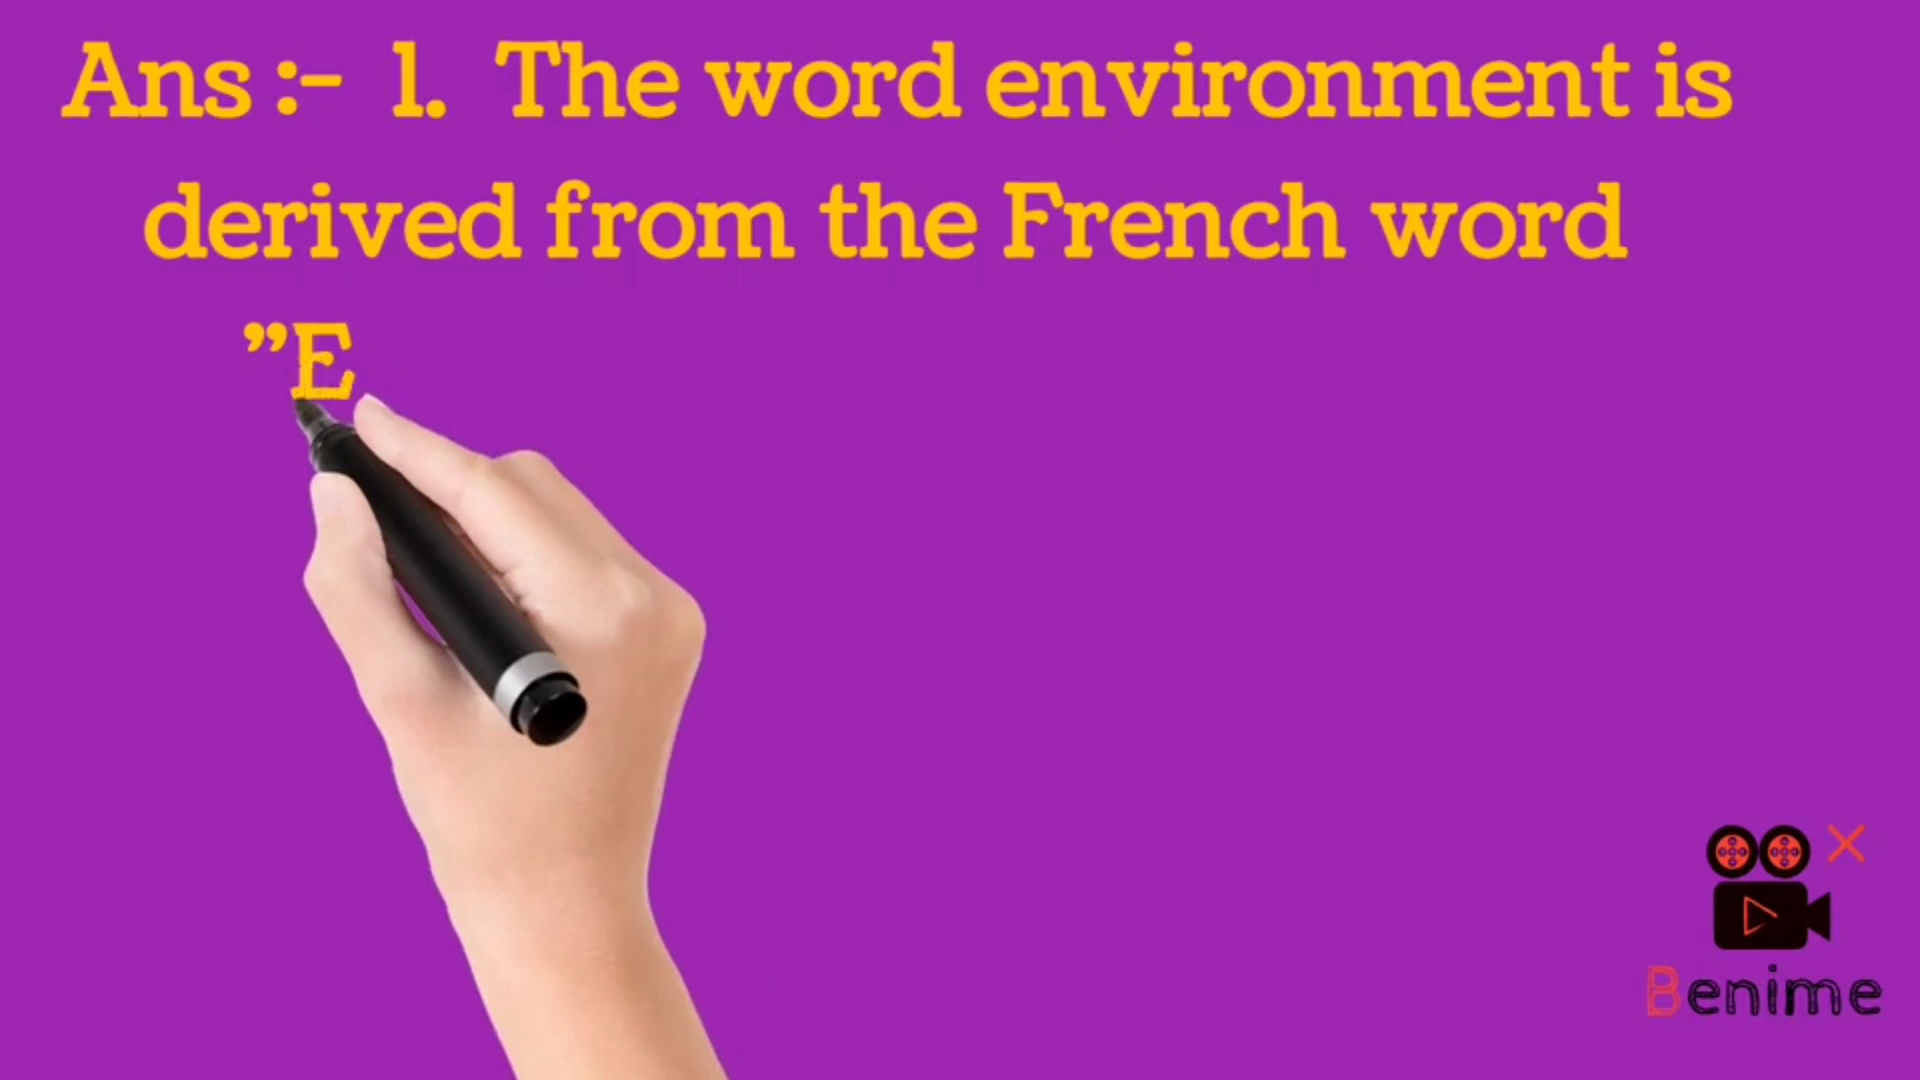 Ans :- 1. The word environment is
derived from the French word
”E
Benime